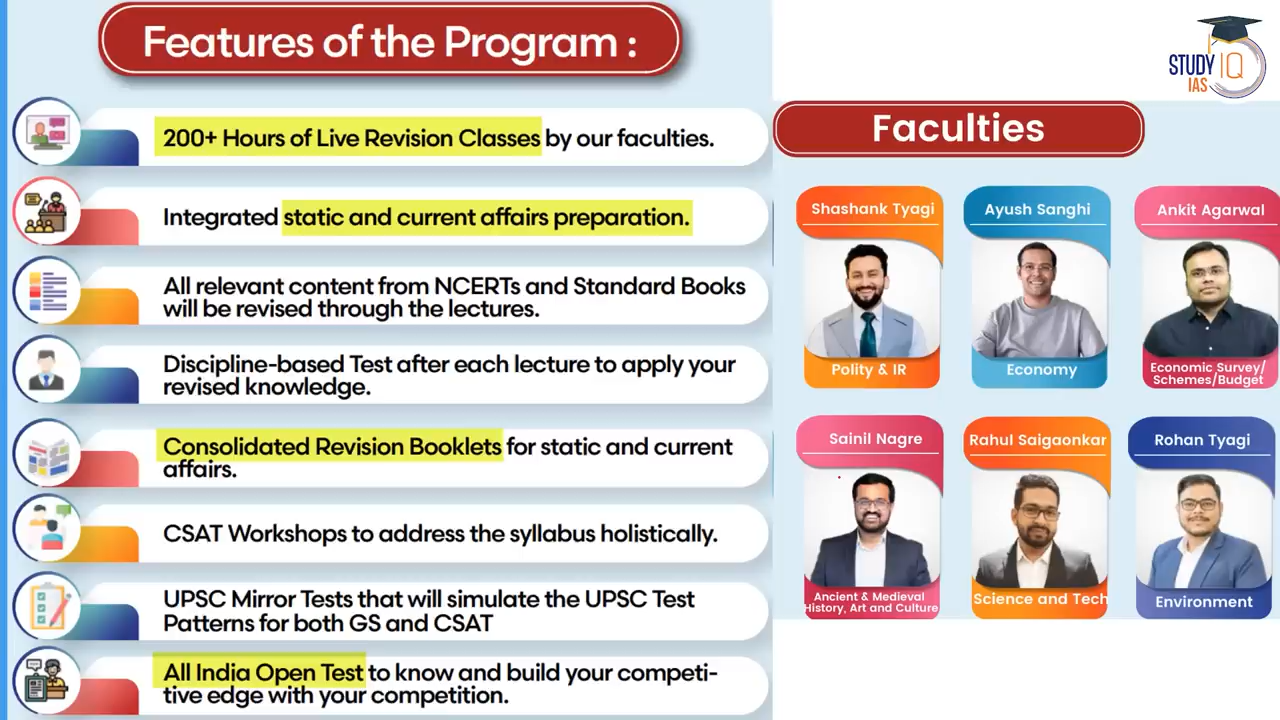 Features of the Program :
200+ Hours of Live Revision Classes by our faculties.
Integrated static and current affairs preparation.
All relevant content from NCERTs and Standard Books
will be revised through the lectures.
Discipline-based Test after each lecture to apply your
revised knowledge.
Consolidated Revision Booklets for static and current
affairs.
CSAT Workshops to address the syllabus holistically.
UPSC Mirror Tests that will simulate the UPSC Test
Patterns for both GS and CSAT
All India Open Test to know and build your competi-
tive edge with your competition.
STUDY IQ
IAS
Faculties
Shashank Tyagi
Polity & IR
Ayush Sanghi
Economy
Ankit Agarwal
Economic Survey/
Schemes/Budget
Sainil Nagre
Ancient & Medieval
History, Art and Culture
Rahul Saigaonkar
Science and Tech
Rohan Tyagi
Environment